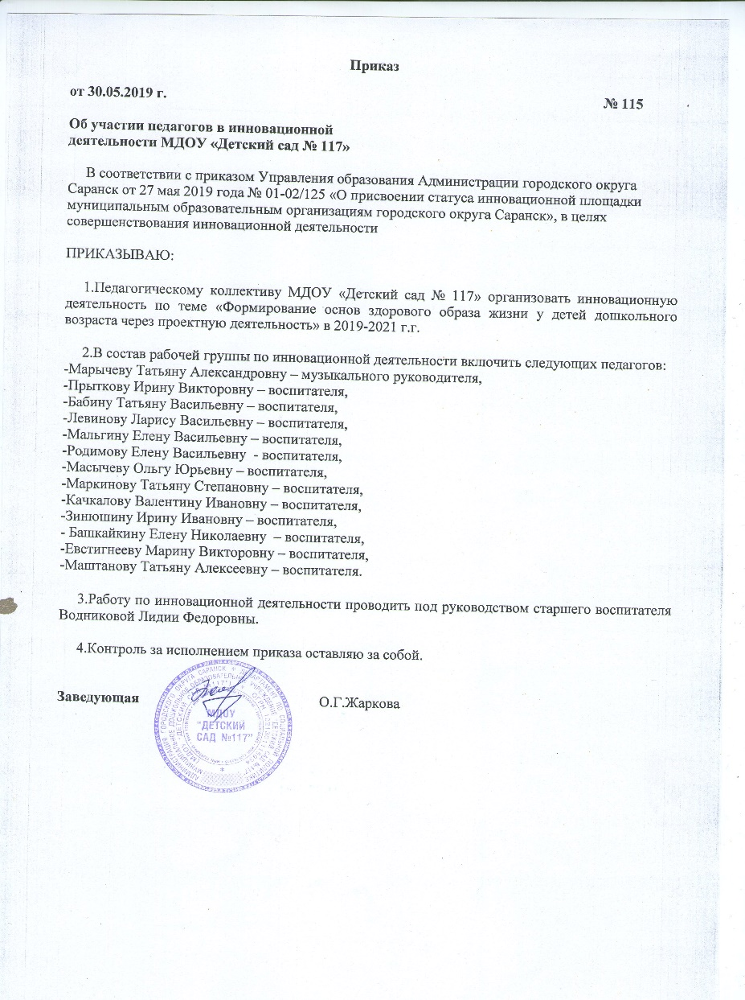 Приказ
от 30.05.2019 г.
№ 115
Об участии педагогов в инновационной
деятельности МДОУ «Детский сад № 117»
В соответствии с приказом Управления образования Администрации городского округа
Саранск от 27 мая 2019 года № 01-02/125 «О присвоении статуса инновационной площадки
муниципальным образовательным организациям городского округа Саранск», в целях
совершенствования инновационной деятельности
ПРИКАЗЫВАЮ:
1.Педагогическому коллективу МДОУ «Детский сад № 117» организовать инновационную
деятельность по теме «Формирование основ здорового образа жизни у детей дошкольного
возраста через проектную деятельность» в 2019-2021 г.г.
2.В состав рабочей группы по инновационной деятельности включить следующих педагогов:
-Марычеву Татьяну Александровну – музыкального руководителя,
-Прыткову Ирину Викторовну – воспитателя,
-Бабину Татьяну Васильевну – воспитателя,
-Левинову Ларису Васильевну – воспитателя,
-Мальгину Елену Васильевну – воспитателя,
-Родимову Елену Васильевну - воспитателя,
-Масычеву Ольгу Юрьевну – воспитателя,
-Маркинову Татьяну Степановну – воспитателя,
-Качкалову Валентину Ивановну – воспитателя,
-Зинюшину Ирину Ивановну – воспитателя,
- Башкайкину Елену Николаевну – воспитателя,
-Евстигнееву Марину Викторовну – воспитателя,
-Маштанову Татьяну Алексеевну – воспитателя.
3.Работу по инновационной деятельности проводить под руководством старшего воспитателя
Водниковой Лидии Федоровны.
4.Контроль за исполнением приказа оставляю за собой.
Заведующая
О.Г.Жаркова
МДОУ
"ДЕТСКИЙ
САД №117"